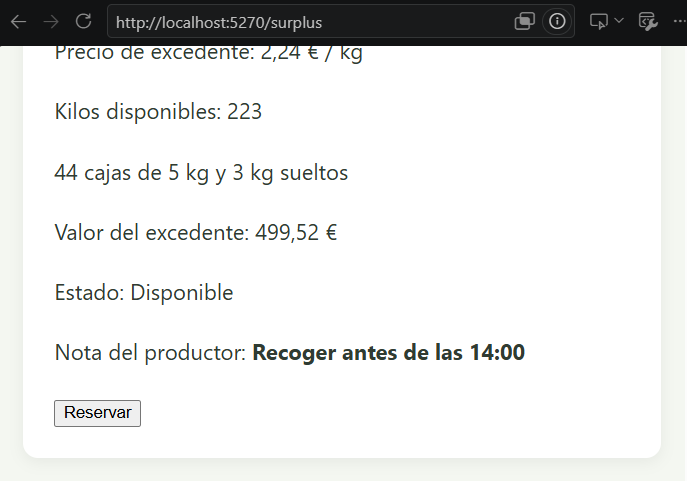 http://localhost:5270/surplus
Precio de excedente: 2,24 € / kg
Kilos disponibles: 223
44 cajas de 5 kg y 3 kg sueltos
Valor del excedente: 499,52 €
Estado: Disponible
Nota del productor: Recoger antes de las 14:00
Reservar